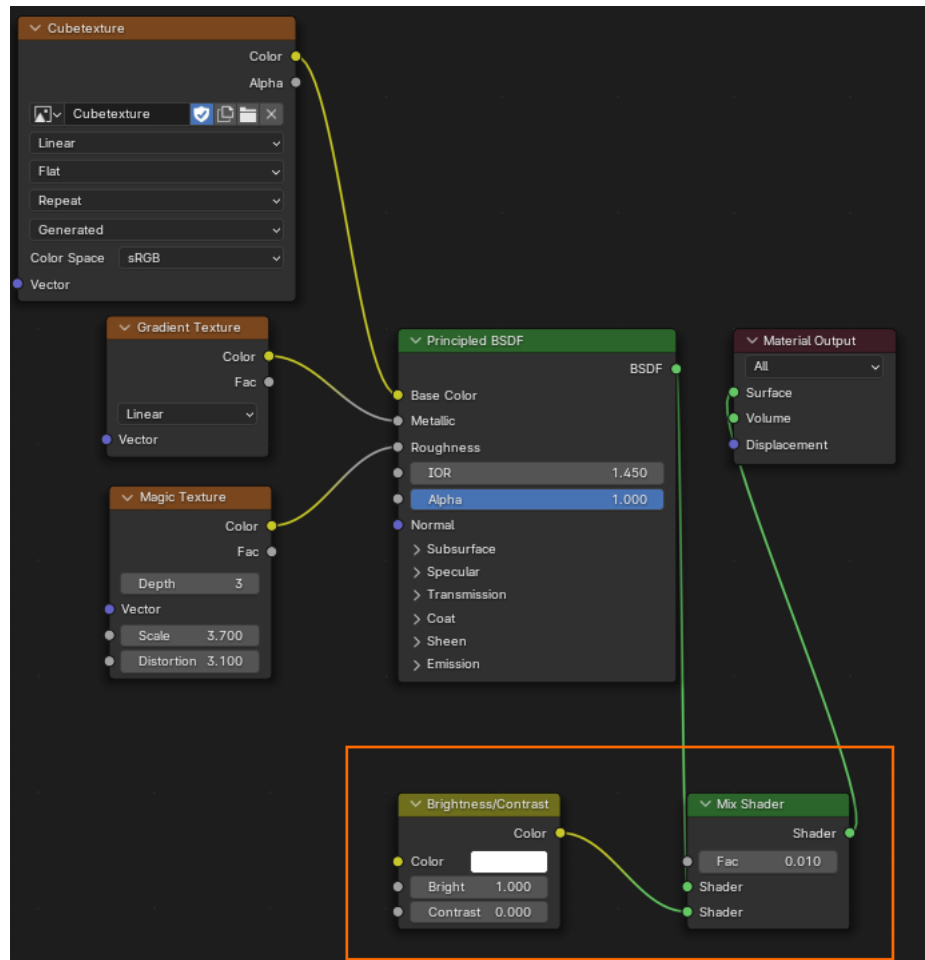 Cubetexture
Color
Alpha
Cubetexture
Linear
Flat
Repeat
Generated
Color Space sRGB
Vector
Gradient Texture
Color
Fac
Linear
Vector
Magic Texture
Color
Fac
Depth 3
Vector
Scale 3.700
Distortion 3.100
Principled BSDF
BSDF
Base Color
Metallic
Roughness
IOR 1.450
Alpha 1.000
Normal
Subsurface
Specular
Transmission
Coat
Sheen
Emission
Material Output
All
Surface
Volume
Displacement
Brightness/Contrast
Color
Color
Bright 1.000
Contrast 0.000
Mix Shader
Shader
Fac 0.010
Shader
Shader